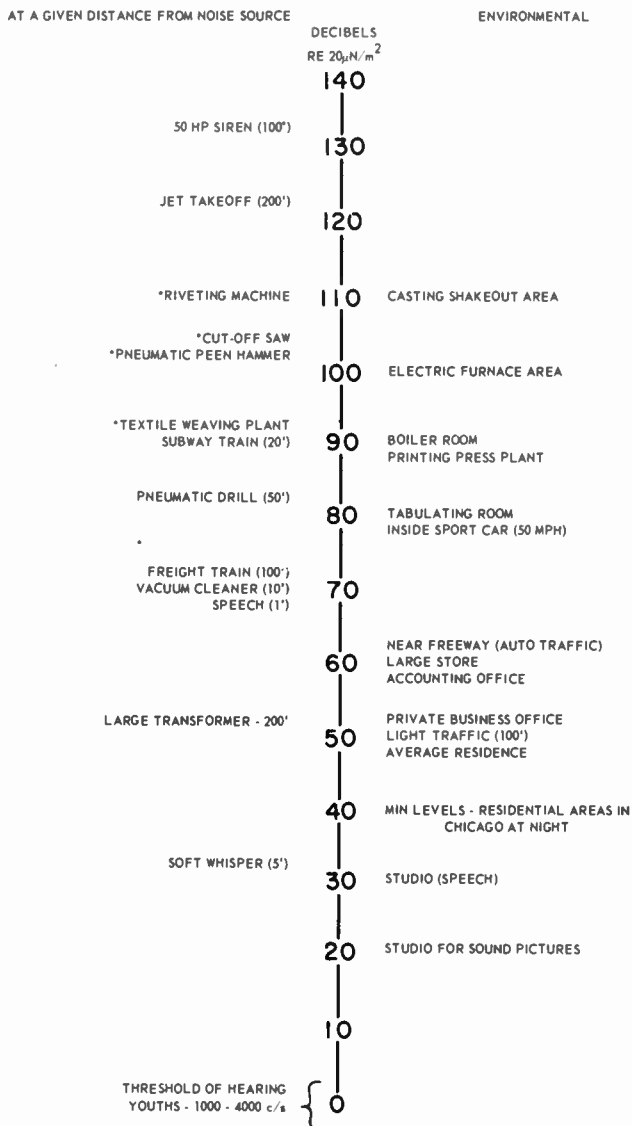 AT A GIVEN DISTANCE FROM NOISE SOURCE
ENVIRONMENTAL
DECIBELS
RE 20µN/m²
140
50 HP SIREN (100')
130
JET TAKEOFF (200')
120
*RIVETING MACHINE
110
CASTING SHAKEOUT AREA
*CUT-OFF SAW
*PNEUMATIC PEEN HAMMER
100
ELECTRIC FURNACE AREA
*TEXTILE WEAVING PLANT
SUBWAY TRAIN (20')
90
BOILER ROOM
PRINTING PRESS PLANT
PNEUMATIC DRILL (50')
80
TABULATING ROOM
INSIDE SPORT CAR (50 MPH)
FREIGHT TRAIN (100')
VACUUM CLEANER (10')
SPEECH (1')
70
NEAR FREEWAY (AUTO TRAFFIC)
60
LARGE STORE
ACCOUNTING OFFICE
LARGE TRANSFORMER - 200'
50
PRIVATE BUSINESS OFFICE
LIGHT TRAFFIC (100')
AVERAGE RESIDENCE
40
MIN LEVELS - RESIDENTIAL AREAS IN
CHICAGO AT NIGHT
SOFT WHISPER (5')
30
STUDIO (SPEECH)
20
STUDIO FOR SOUND PICTURES
10
THRESHOLD OF HEARING
YOUTHS - 1000 - 4000 c/s
0